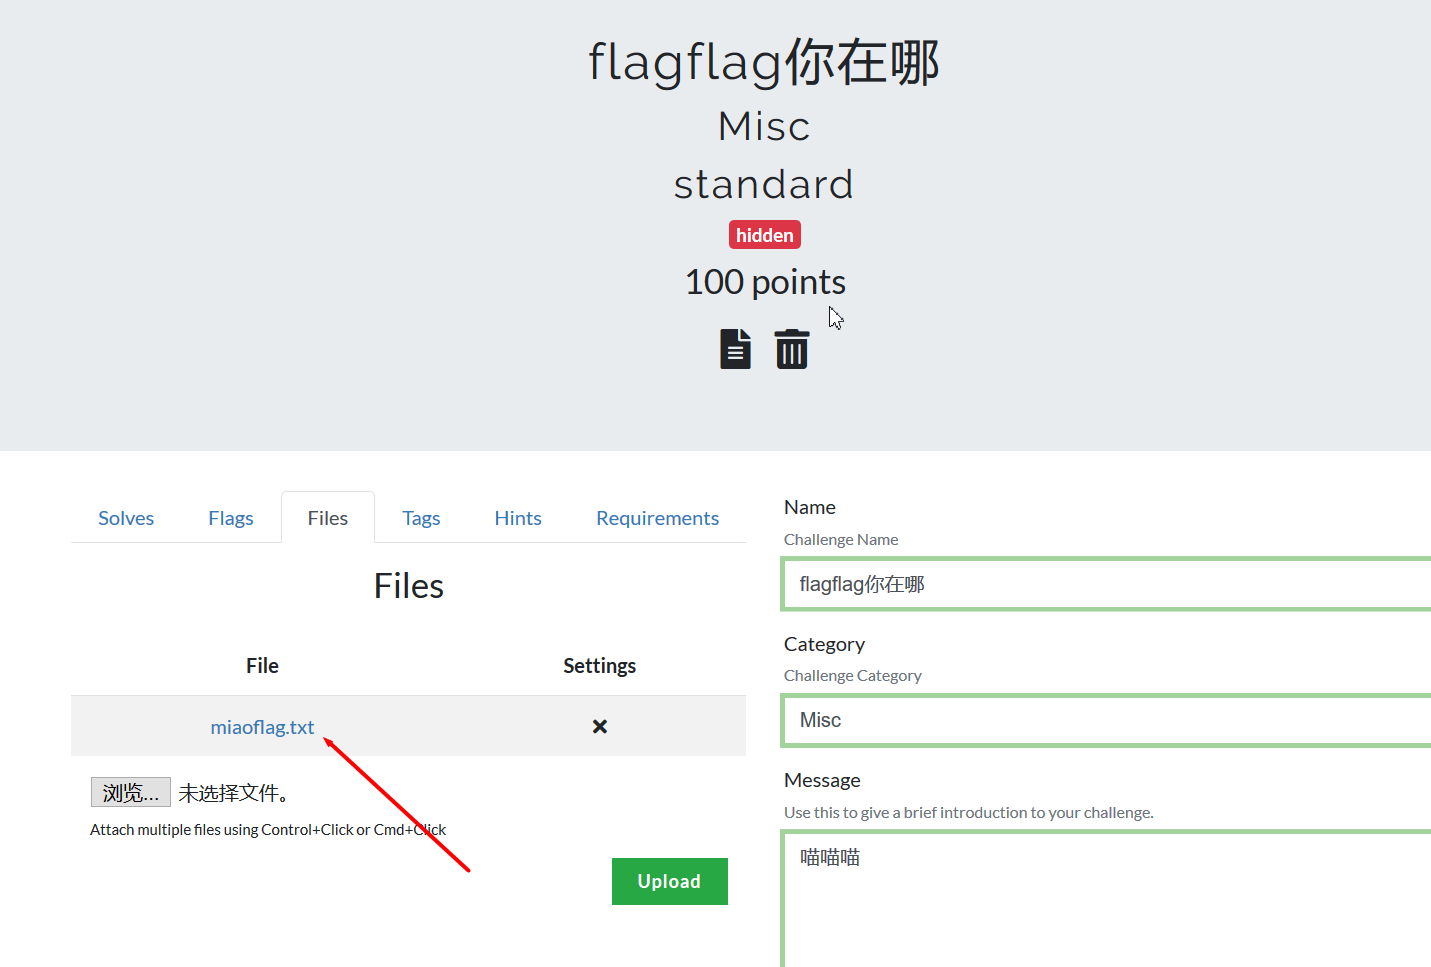 flagflag你在哪
Misc
standard
hidden
100 points
Solves Flags Files Tags Hints Requirements
Files
File Settings
miaoflag.txt
浏览... 未选择文件。
Attach multiple files using Control+Click or Cmd+Click
Upload
Name
Challenge Name
flagflag你在哪
Category
Challenge Category
Misc
Message
Use this to give a brief introduction to your challenge.
喵喵喵